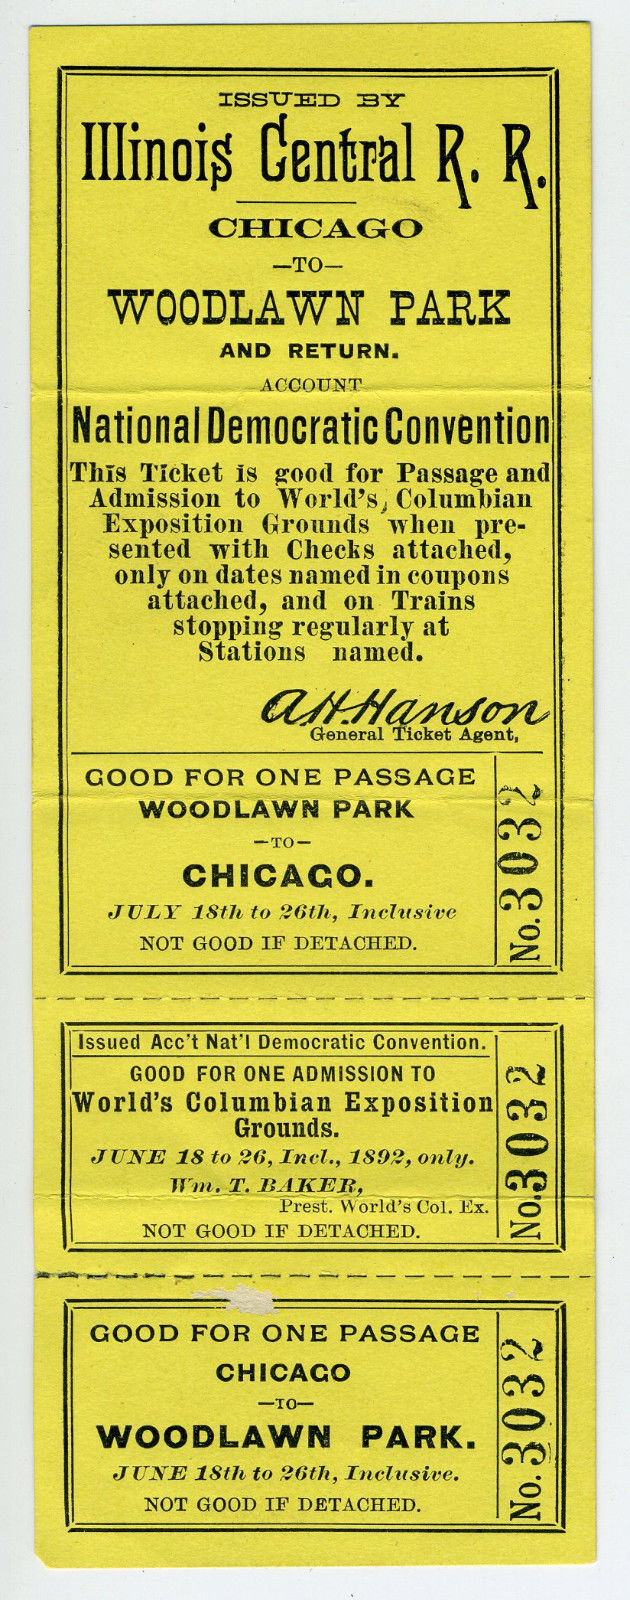 ISSUED BY
Illinois Central R. R.
CHICAGO
—TO—
WOODLAWN PARK
AND RETURN.
ACCOUNT
National Democratic Convention
This Ticket is good for Passage and
Admission to World's, Columbian
Exposition Grounds when pre-
sented with Checks attached,
only on dates named in coupons
attached, and on Trains
stopping regularly at
Stations named.
A.H. Hanson
General Ticket Agent,
GOOD FOR ONE PASSAGE
WOODLAWN PARK
—TO—
CHICAGO.
JULY 18th to 26th, Inclusive
NOT GOOD IF DETACHED.
No. 3032
Issued Acc't Nat'l Democratic Convention.
GOOD FOR ONE ADMISSION TO
World's Columbian Exposition
Grounds.
JUNE 18 to 26, Incl., 1892, only.
Wm. T. BAKER,
Prest. World's Col. Ex.
NOT GOOD IF DETACHED.
No. 3032
GOOD FOR ONE PASSAGE
CHICAGO
—TO—
WOODLAWN PARK.
JUNE 18th to 26th, Inclusive.
NOT GOOD IF DETACHED.
No. 3032